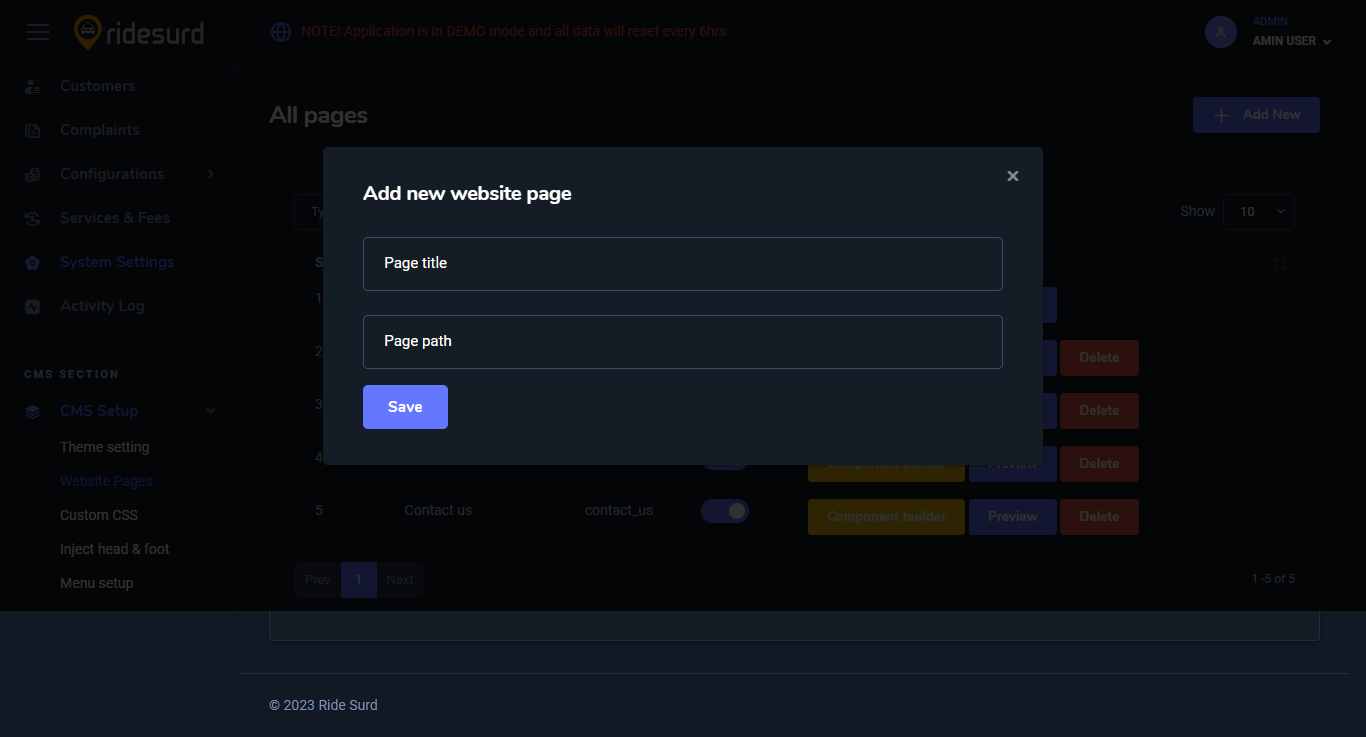 ridesurd
NOTE! Application is in DEMO mode and all data will reset every 6hrs
ADMIN
AMIN USER
Customers
Complaints
Configurations
Services & Fees
System Settings
Activity Log
CMS SECTION
CMS Setup
Theme setting
Website Pages
Custom CSS
Inject head & foot
Menu setup
All pages
Add New
Ty
Show 10
S
1
2
Delete
3
Delete
4
Component builder Preview Delete
5 Contact us contact_us Component builder Preview Delete
Prev 1 Next
1 -5 of 5
Add new website page
×
Page title
Page path
Save
© 2023 Ride Surd